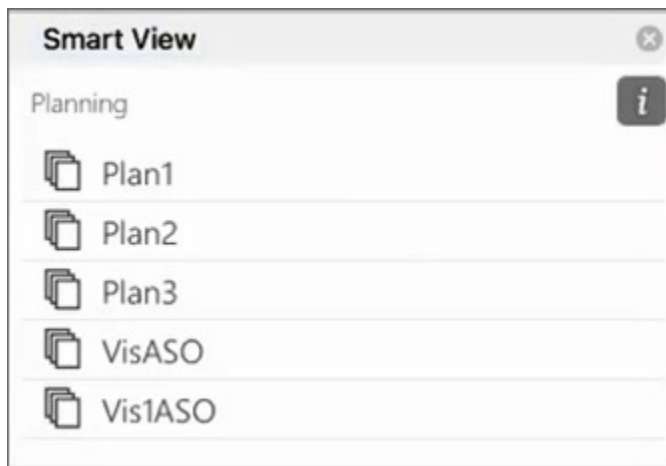 Smart View
Planning
i
Plan1
Plan2
Plan3
VisASO
Vis1ASO